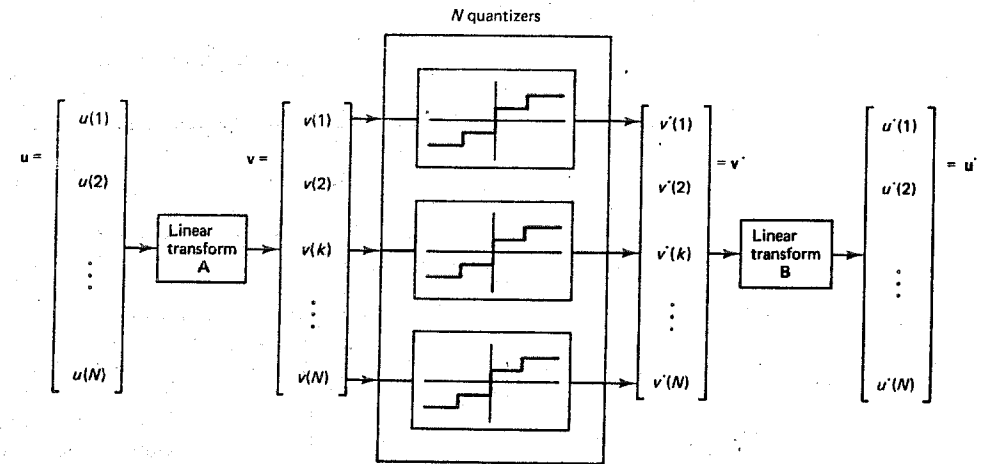 N quantizers
u =
u(1)
u(2)
⋮
u(N)
Linear
transform
A
v =
v(1)
v(2)
v(k)
⋮
v(N)
v˙(1)
v˙(2)
v˙(k)
⋮
v˙(N)
= v˙
Linear
transform
B
u˙(1)
u˙(2)
⋮
u˙(N)
= u˙